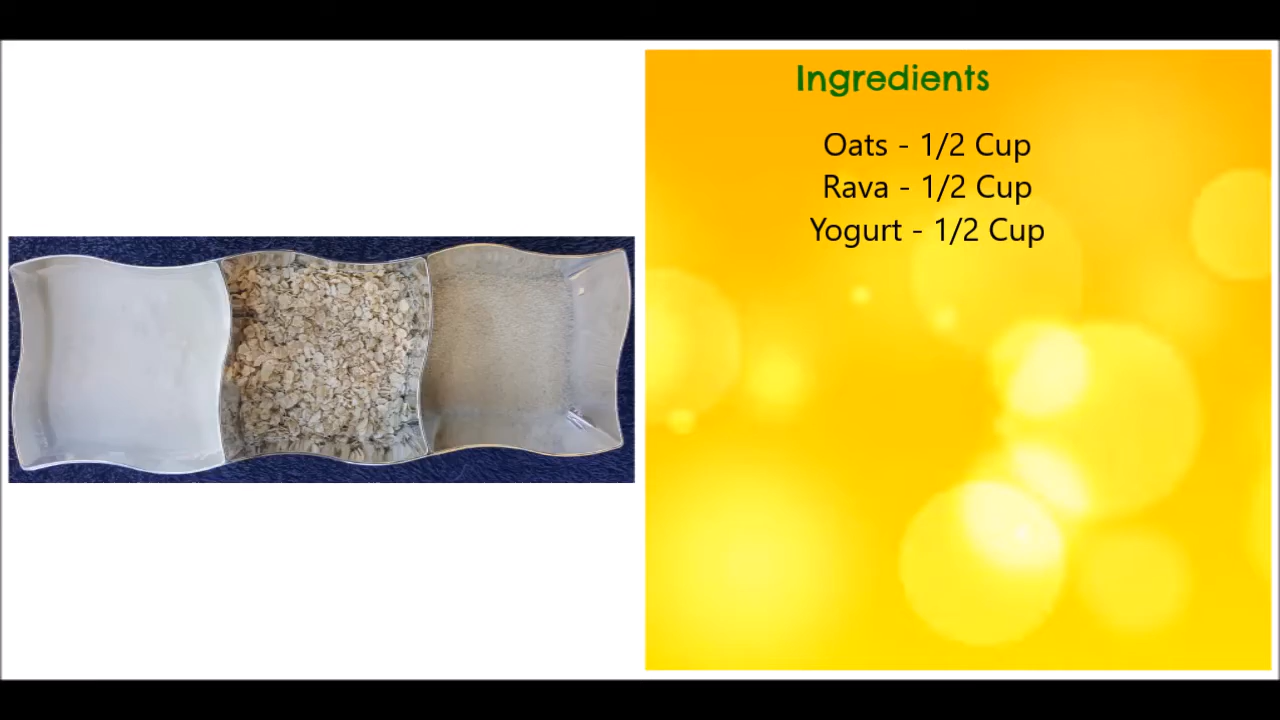 Ingredients
Oats - 1/2 Cup
Rava - 1/2 Cup
Yogurt - 1/2 Cup